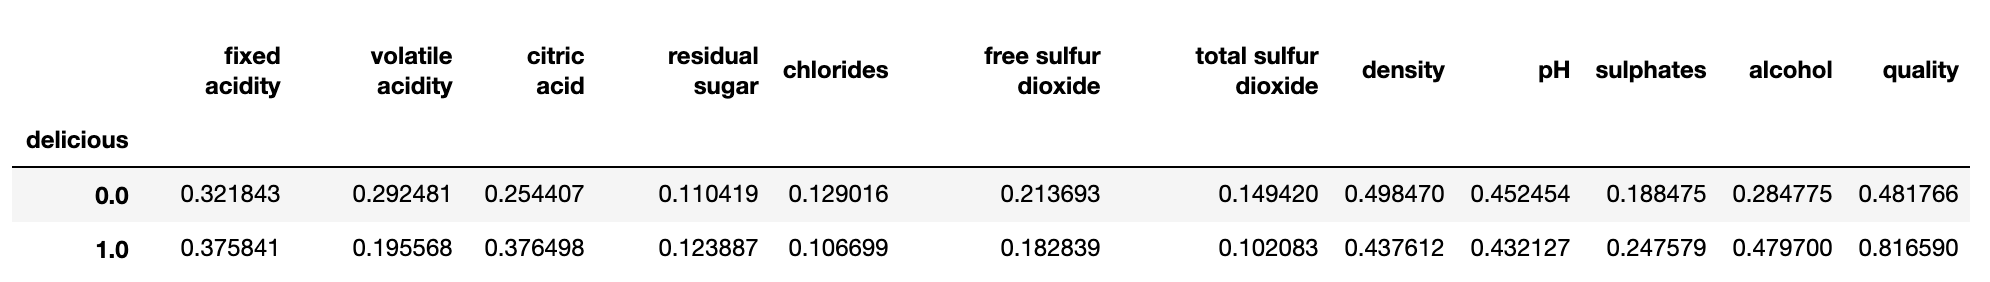 fixed acidity volatile acidity citric acid residual sugar chlorides free sulfur dioxide total sulfur dioxide density pH sulphates alcohol quality
delicious
0.0 0.321843 0.292481 0.254407 0.110419 0.129016 0.213693 0.149420 0.498470 0.452454 0.188475 0.284775 0.481766
1.0 0.375841 0.195568 0.376498 0.123887 0.106699 0.182839 0.102083 0.437612 0.432127 0.247579 0.479700 0.816590